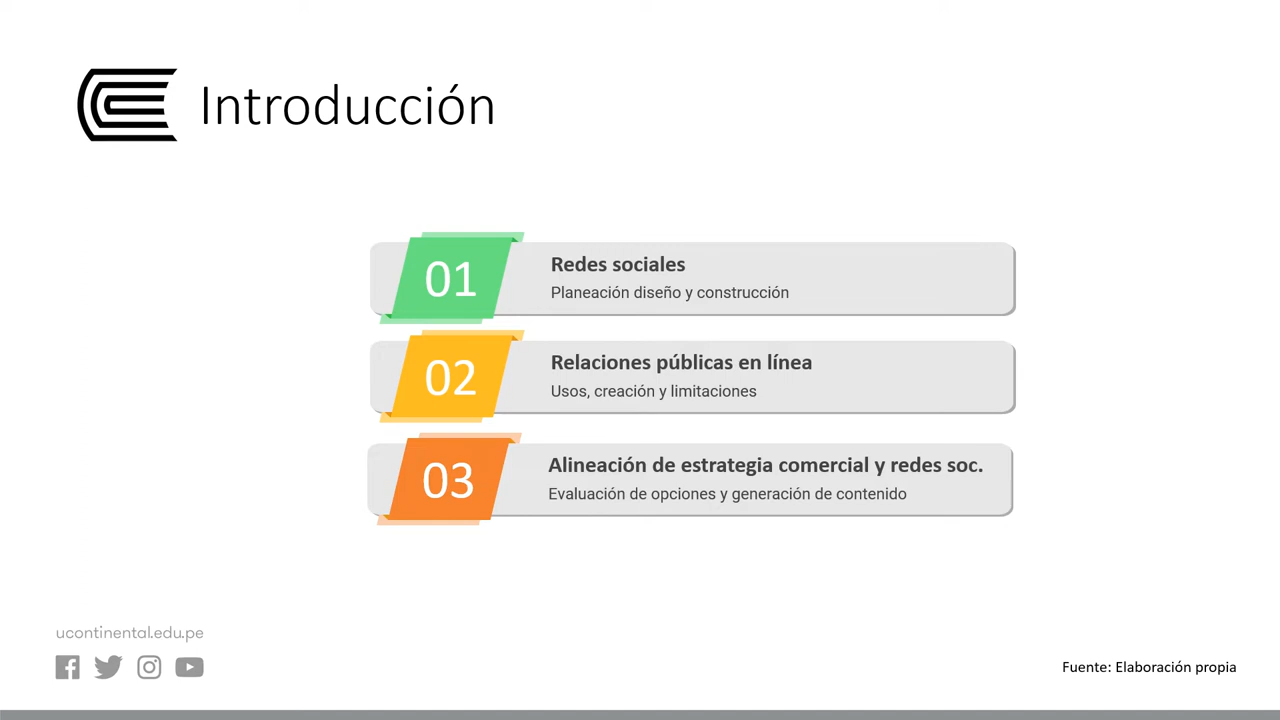 Introducción
01
Redes sociales
Planeación diseño y construcción
02
Relaciones públicas en línea
Usos, creación y limitaciones
03
Alineación de estrategia comercial y redes soc.
Evaluación de opciones y generación de contenido
ucontinental.edu.pe
Fuente: Elaboración propia